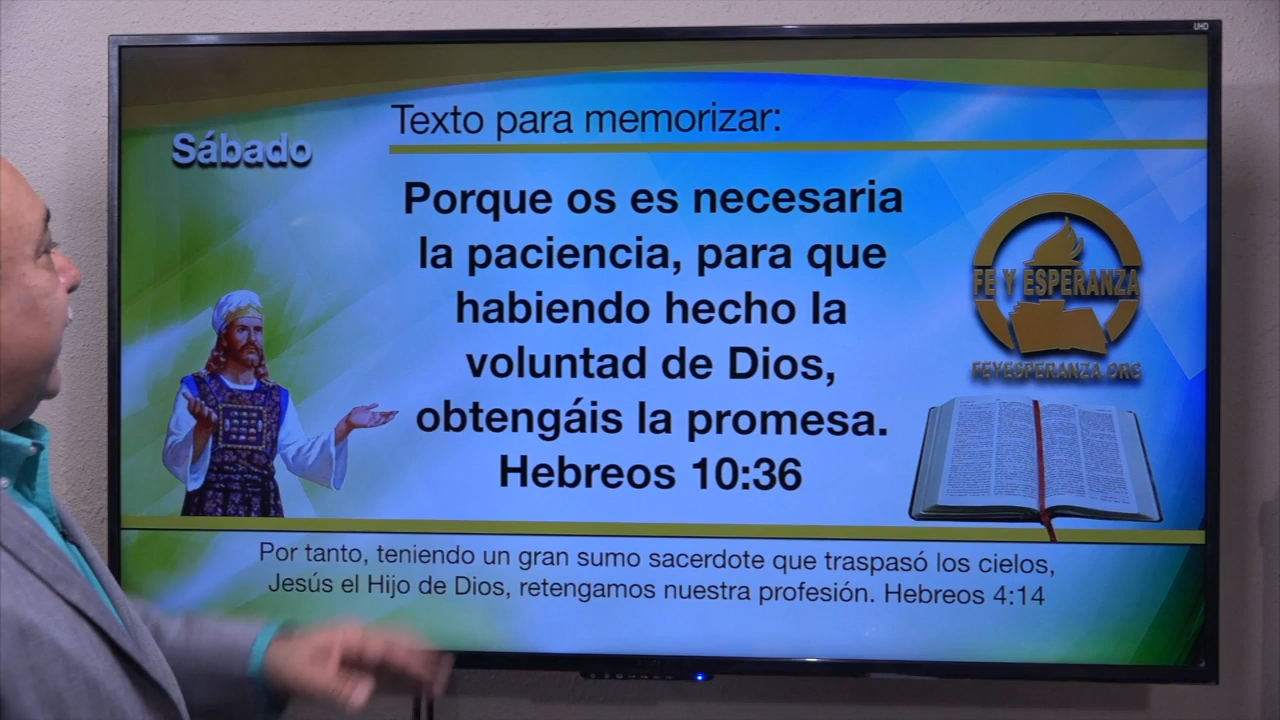 UHD
Sábado
Texto para memorizar:
Porque os es necesaria
la paciencia, para que
habiendo hecho la
voluntad de Dios,
obtengáis la promesa.
Hebreos 10:36
FE Y ESPERANZA
FEYESPERANZA.ORG
Por tanto, teniendo un gran sumo sacerdote que traspasó los cielos,
Jesús el Hijo de Dios, retengamos nuestra profesión. Hebreos 4:14